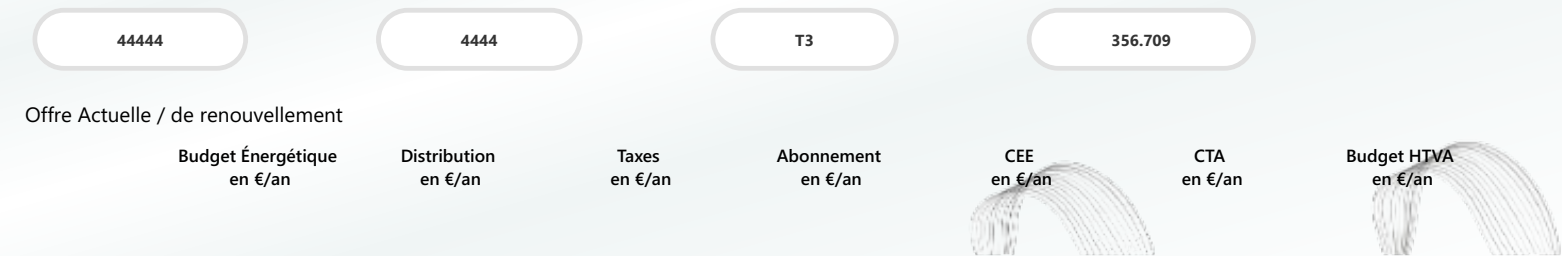 44444 4444 T3 356.709
Offre Actuelle / de renouvellement
Budget Énergétique Distribution Taxes Abonnement CEE CTA Budget HTVA
en €/an en €/an en €/an en €/an en €/an en €/an en €/an